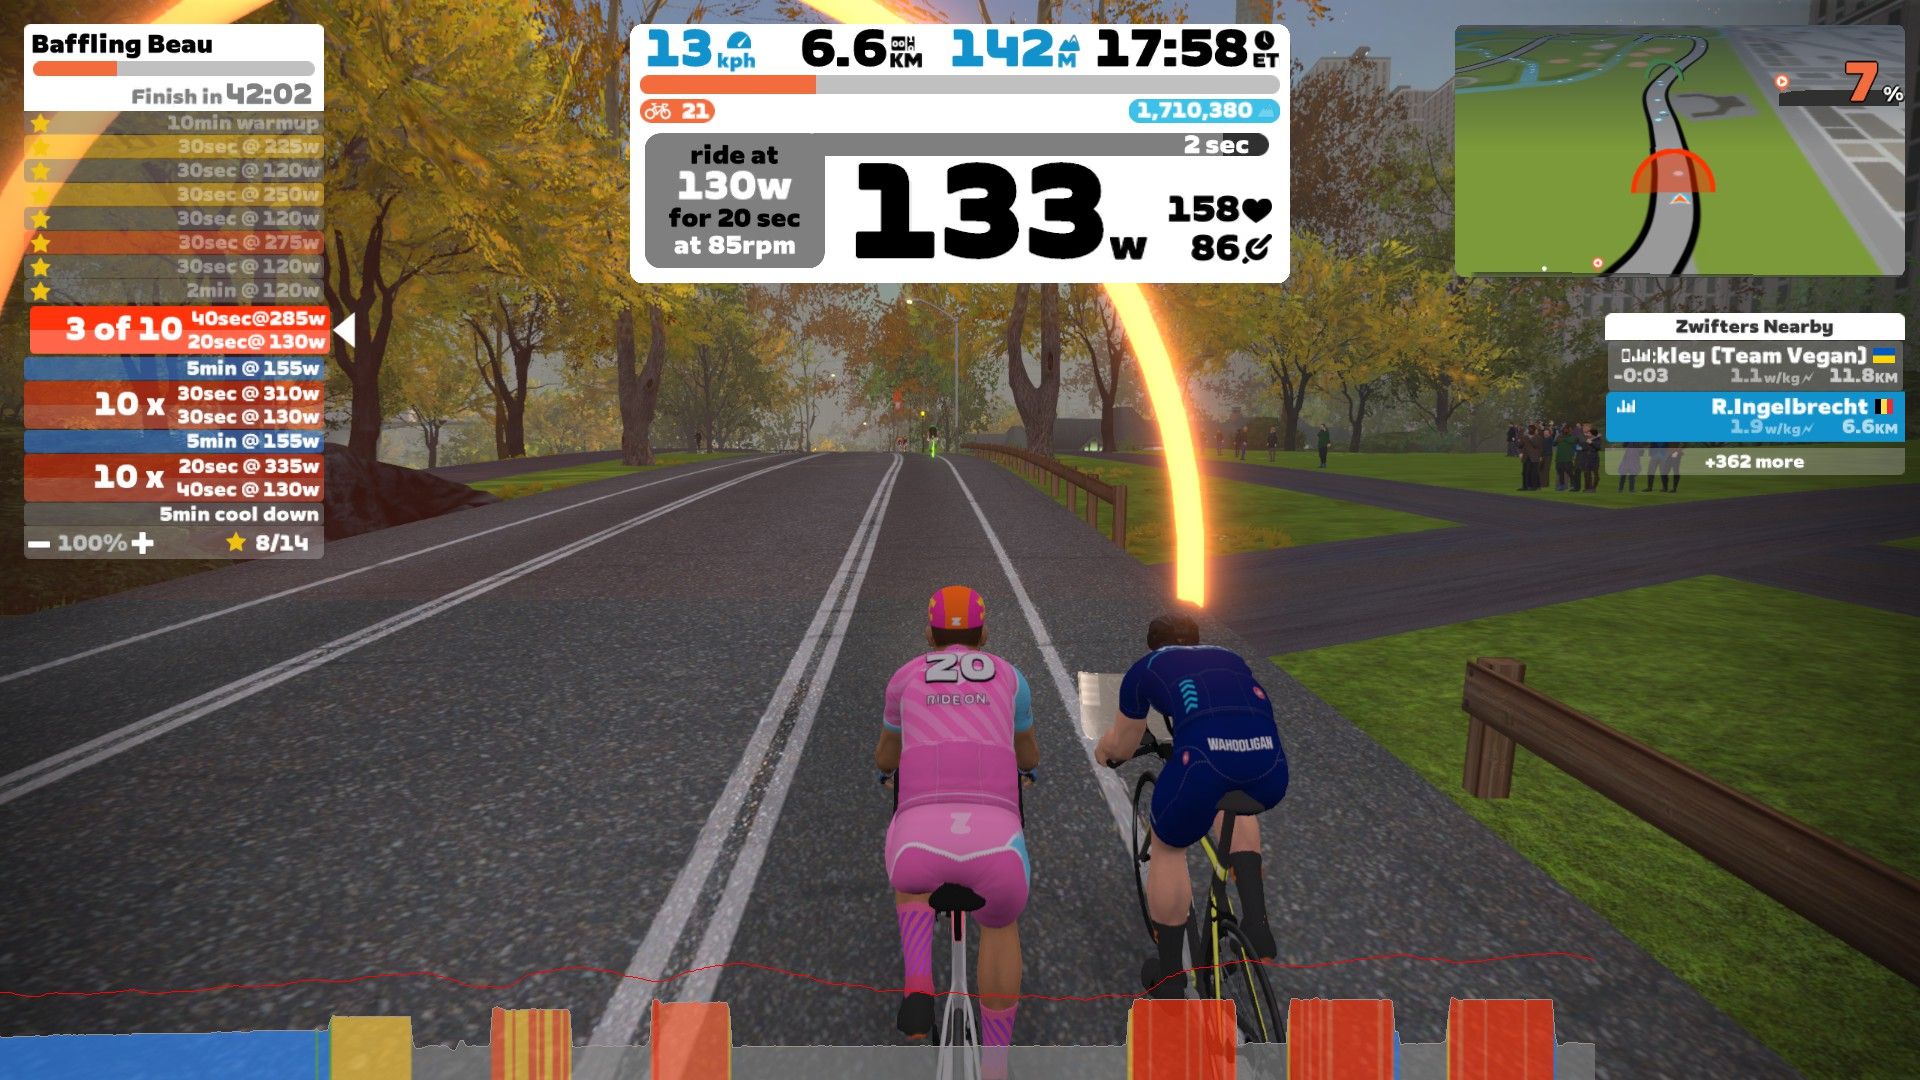 Baffling Beau
Finish in 42:02
10min warmup
30sec @ 225w
30sec @ 120w
30sec @ 250w
30sec @ 120w
30sec @ 275w
30sec @ 120w
2min @ 120w
3 of 10
40sec@285w
20sec@ 130w
5min @ 155w
10 x
30sec @ 310w
30sec @ 130w
5min @ 155w
10 x
20sec @ 335w
40sec @ 130w
5min cool down
100%
8/14
13 kph 6.6 KM 142 M 17:58 ET
21
1,710,380
2 sec
ride at
130w
for 20 sec
at 85rpm
133 w
158
86
7 %
Zwifters Nearby
kley (Team Vegan)
-0:03 1.1w/kg 11.8KM
R.Ingelbrecht
1.9w/kg 6.6KM
+362 more
20
RIDE ON.
WAHOOLIGAN
Z
Z